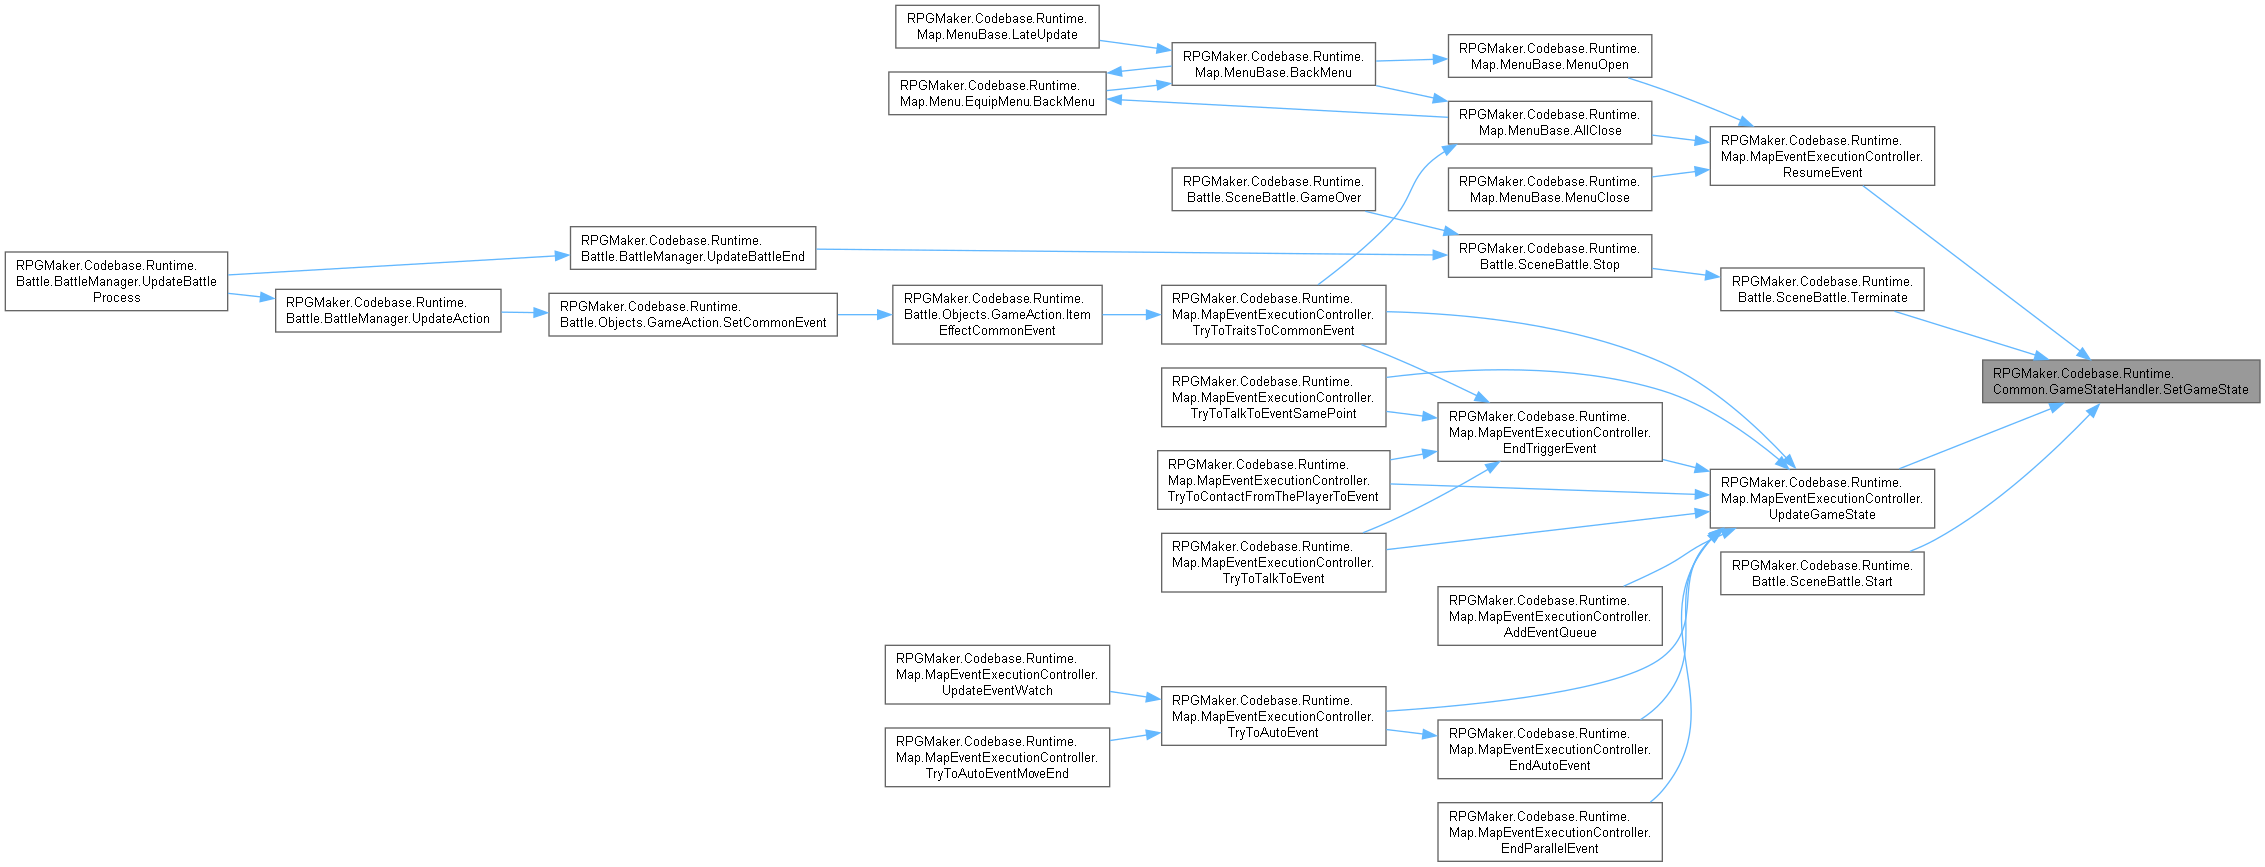 RPGMaker.Codebase.Runtime.
Map.MenuBase.LateUpdate
RPGMaker.Codebase.Runtime.
Map.Menu.EquipMenu.BackMenu
RPGMaker.Codebase.Runtime.
Map.MenuBase.BackMenu
RPGMaker.Codebase.Runtime.
Map.MenuBase.MenuOpen
RPGMaker.Codebase.Runtime.
Map.MenuBase.AllClose
RPGMaker.Codebase.Runtime.
Map.MenuBase.MenuClose
RPGMaker.Codebase.Runtime.
Map.MapEventExecutionController.
ResumeEvent
RPGMaker.Codebase.Runtime.
Battle.SceneBattle.GameOver
RPGMaker.Codebase.Runtime.
Battle.SceneBattle.Stop
RPGMaker.Codebase.Runtime.
Battle.SceneBattle.Terminate
RPGMaker.Codebase.Runtime.
Battle.BattleManager.UpdateBattleEnd
RPGMaker.Codebase.Runtime.
Battle.BattleManager.UpdateBattle
Process
RPGMaker.Codebase.Runtime.
Battle.BattleManager.UpdateAction
RPGMaker.Codebase.Runtime.
Battle.Objects.GameAction.SetCommonEvent
RPGMaker.Codebase.Runtime.
Battle.Objects.GameAction.Item
EffectCommonEvent
RPGMaker.Codebase.Runtime.
Map.MapEventExecutionController.
TryToTraitsToCommonEvent
RPGMaker.Codebase.Runtime.
Common.GameStateHandler.SetGameState
RPGMaker.Codebase.Runtime.
Map.MapEventExecutionController.
TryToTalkToEventSamePoint
RPGMaker.Codebase.Runtime.
Map.MapEventExecutionController.
EndTriggerEvent
RPGMaker.Codebase.Runtime.
Map.MapEventExecutionController.
TryToContactFromThePlayerToEvent
RPGMaker.Codebase.Runtime.
Map.MapEventExecutionController.
UpdateGameState
RPGMaker.Codebase.Runtime.
Map.MapEventExecutionController.
TryToTalkToEvent
RPGMaker.Codebase.Runtime.
Battle.SceneBattle.Start
RPGMaker.Codebase.Runtime.
Map.MapEventExecutionController.
AddEventQueue
RPGMaker.Codebase.Runtime.
Map.MapEventExecutionController.
UpdateEventWatch
RPGMaker.Codebase.Runtime.
Map.MapEventExecutionController.
TryToAutoEvent
RPGMaker.Codebase.Runtime.
Map.MapEventExecutionController.
TryToAutoEventMoveEnd
RPGMaker.Codebase.Runtime.
Map.MapEventExecutionController.
EndAutoEvent
RPGMaker.Codebase.Runtime.
Map.MapEventExecutionController.
EndParallelEvent